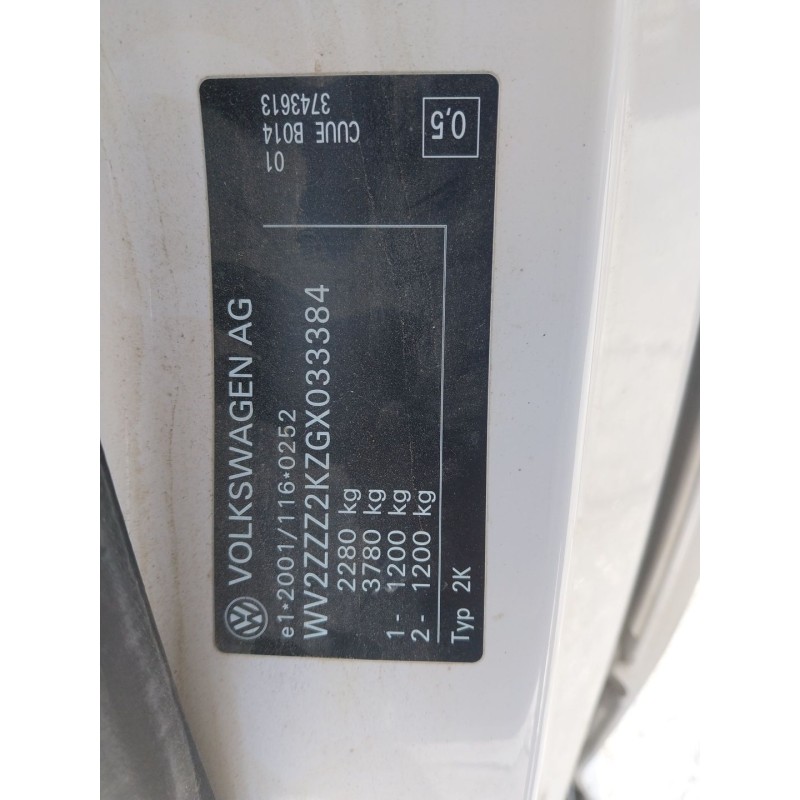 VOLKSWAGEN AG
e1*2001/116*0252
WV2ZZZ2KZGX033384
2280 kg
3780 kg
1- 1200 kg
2- 1200 kg
Typ 2K
01
CUUE B014
3743613
0,5